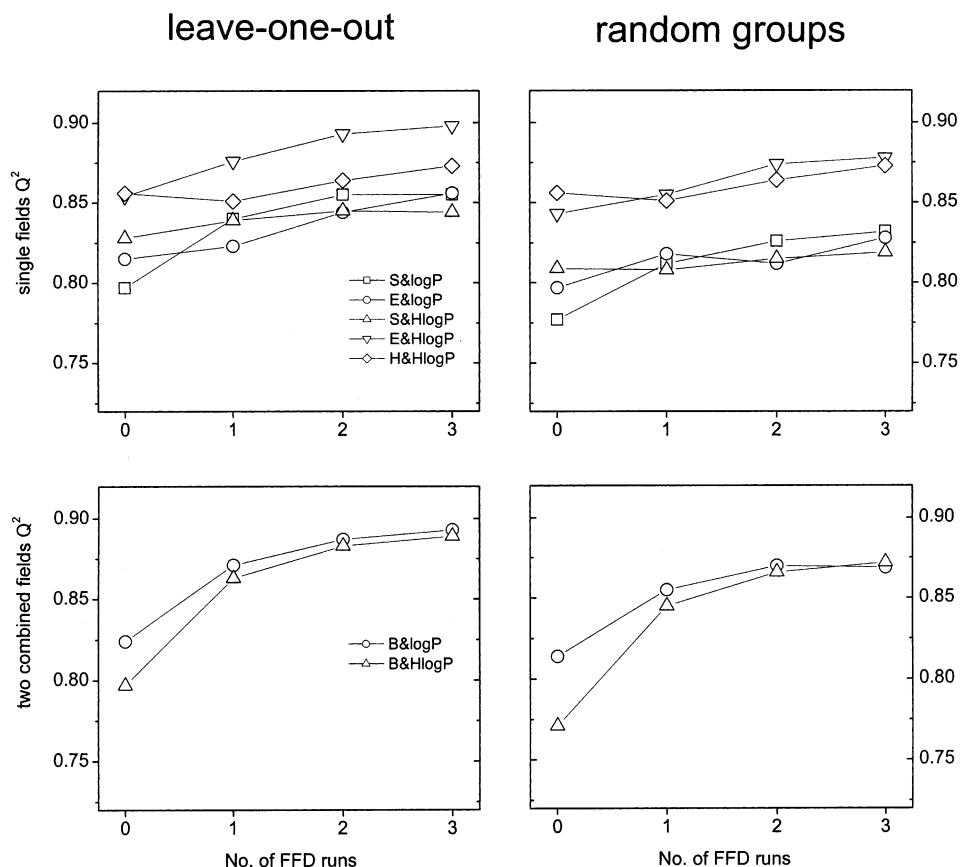 leave-one-out
random groups
single fields Q²
0.90
0.85
0.80
0.75
S&logP
E&logP
S&HlogP
E&HlogP
H&HlogP
0 1 2 3
0.90
0.85
0.80
0.75
0 1 2 3
two combined fields Q²
0.90
0.85
0.80
0.75
B&logP
B&HlogP
0 1 2 3
No. of FFD runs
0.90
0.85
0.80
0.75
0 1 2 3
No. of FFD runs